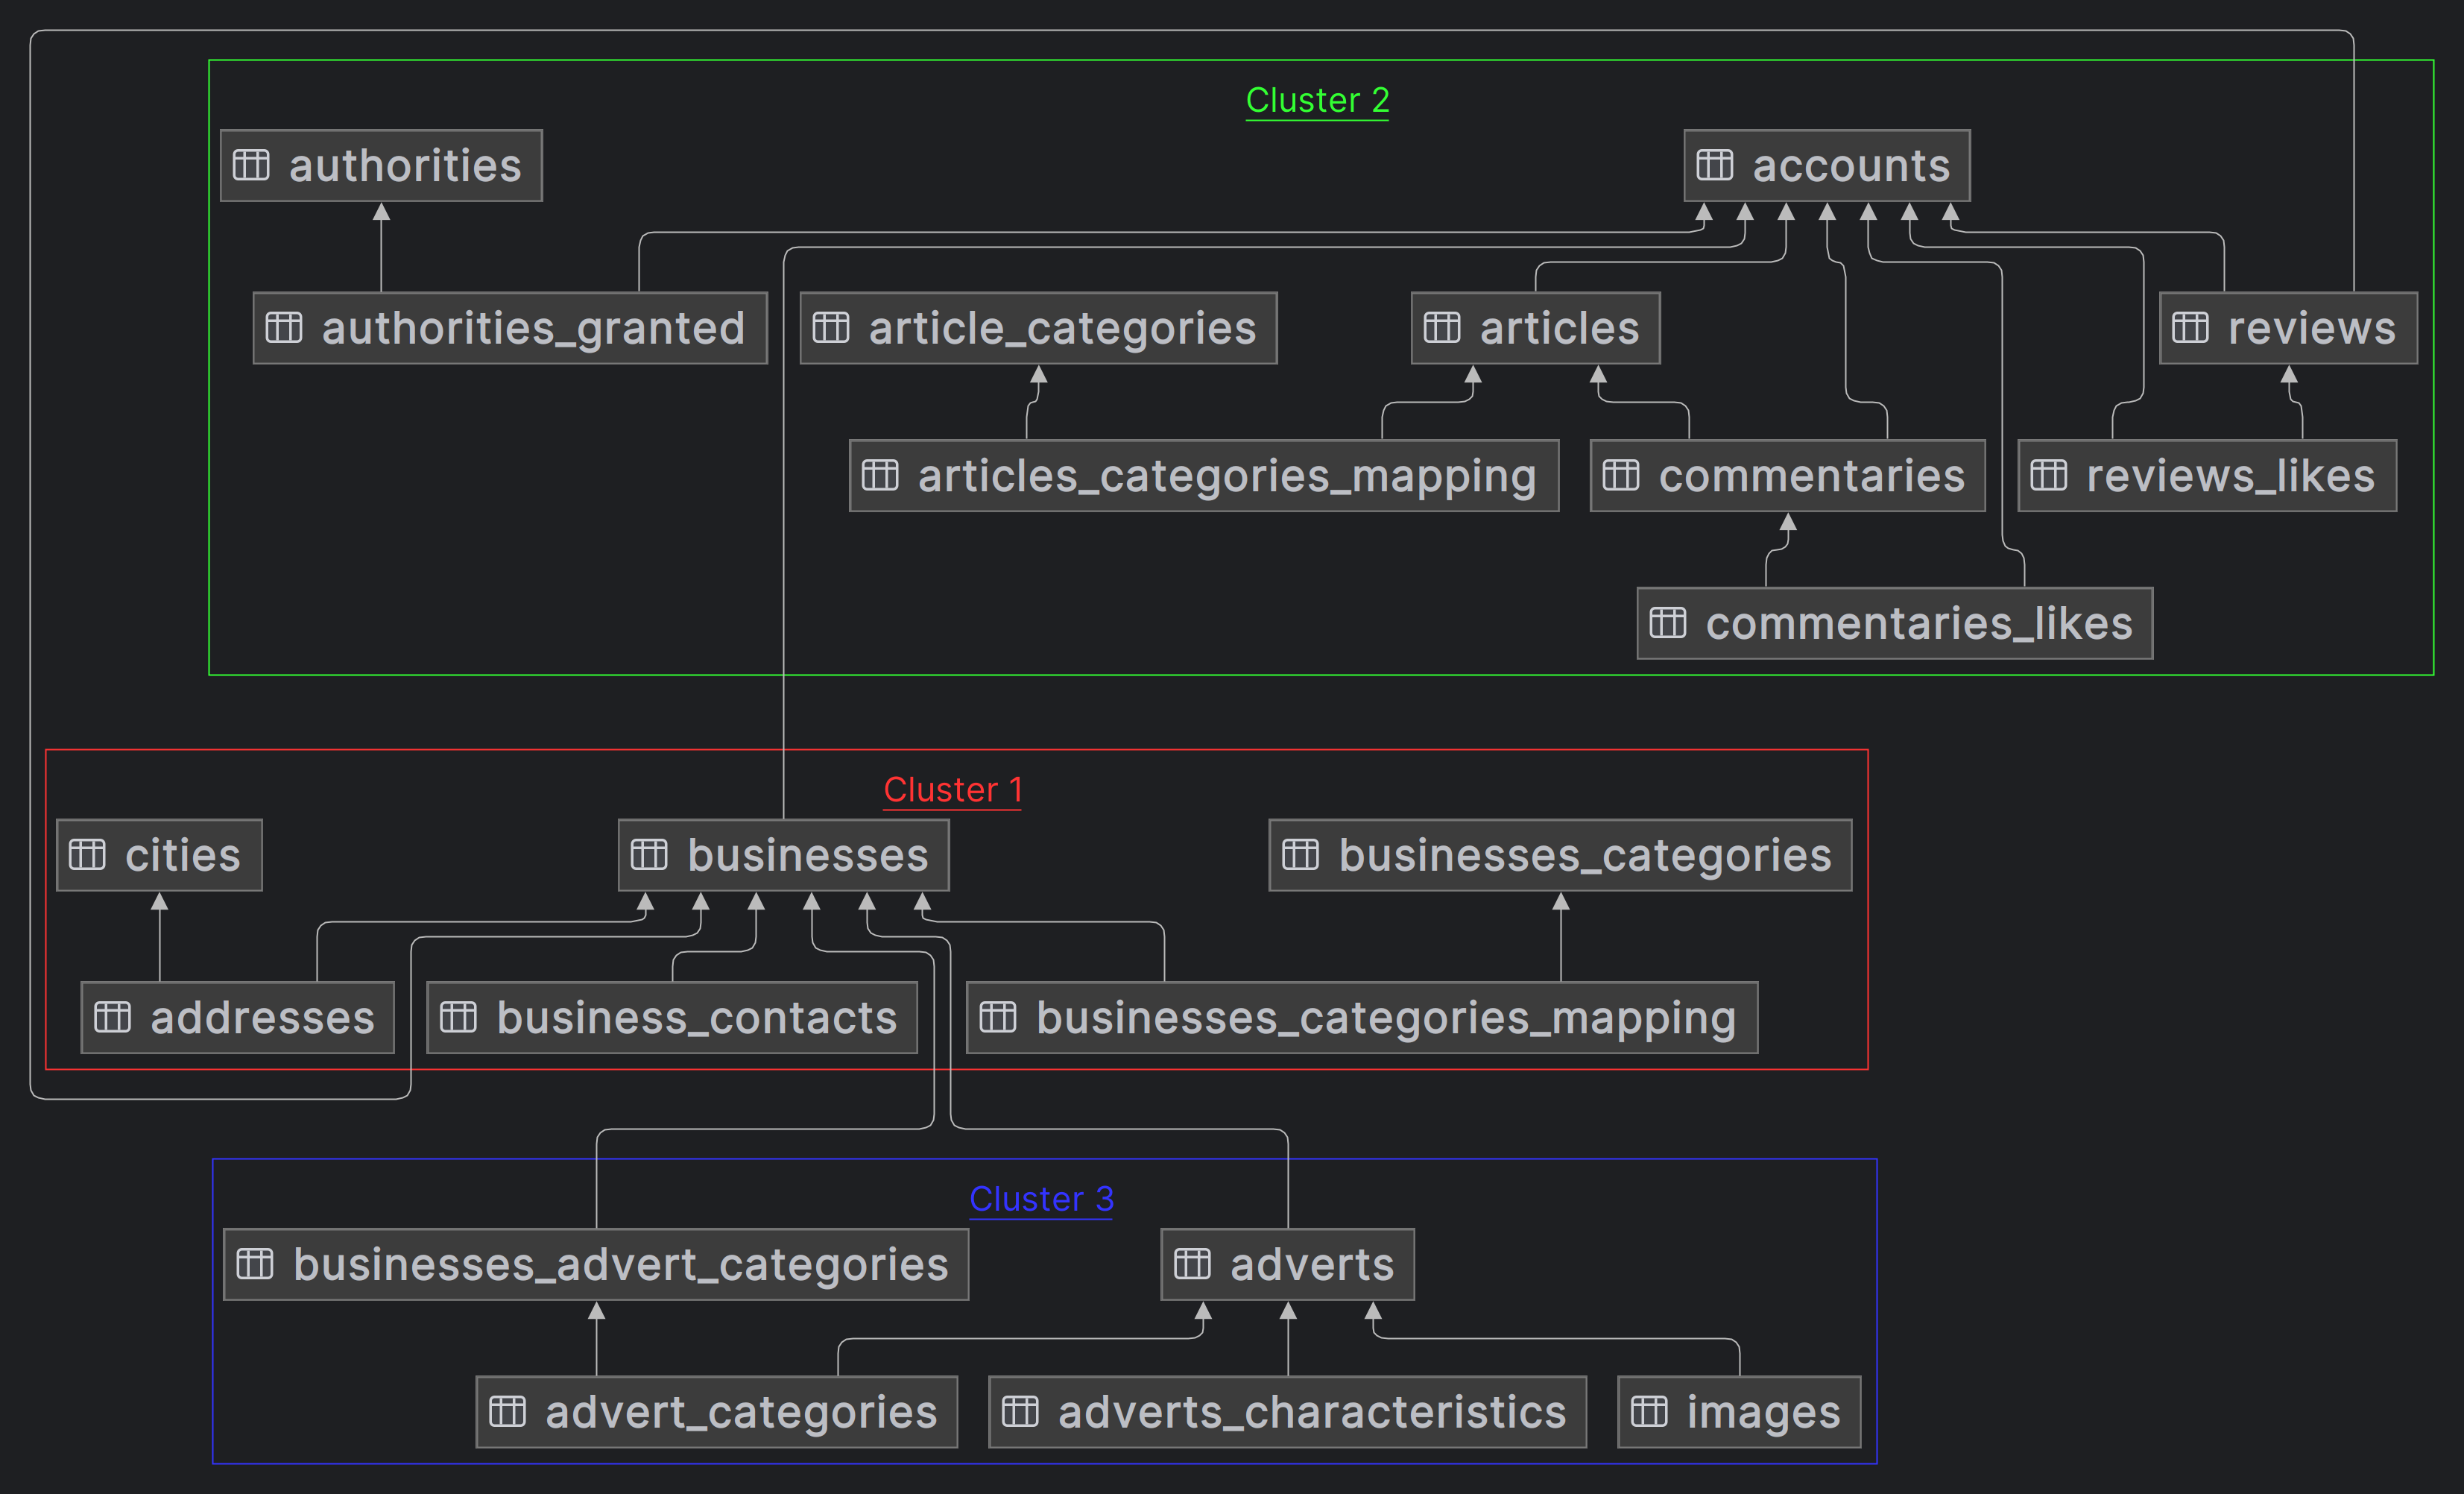 Cluster 2
authorities
accounts
authorities_granted
article_categories
articles
reviews
articles_categories_mapping
commentaries
reviews_likes
commentaries_likes
Cluster 1
cities
businesses
businesses_categories
addresses
business_contacts
businesses_categories_mapping
Cluster 3
businesses_advert_categories
adverts
advert_categories
adverts_characteristics
images